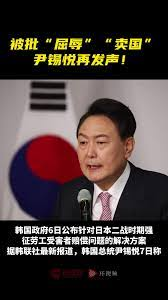 被批“屈辱”“卖国”
尹锡悦再发声！
韩国政府6日公布针对日本二战时期强
征劳工受害者赔偿问题的解决方案
据韩联社最新报道，韩国总统尹锡悦7日称